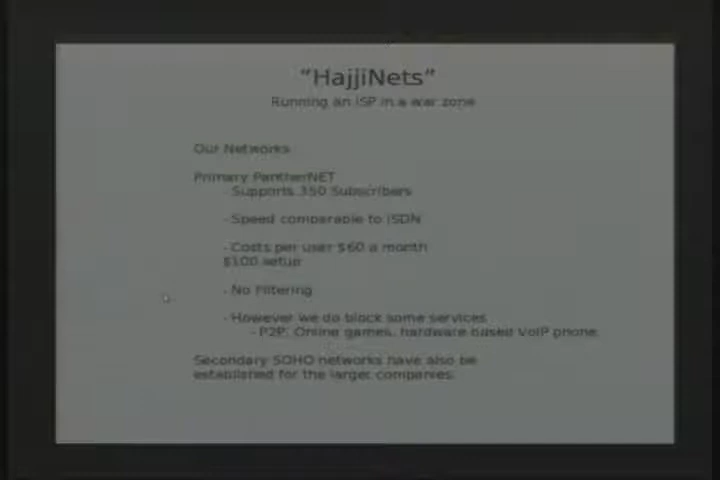 "HajjiNets"
Running an ISP in a war zone
Our Networks
Primary PantherNET
- Supports 350 Subscribers
- Speed comparable to ISDN
- Costs per user $60 a month
$100 setup
- No Filtering
- However we do block some services
- P2P, Online games, hardware based VoIP phone.
Secondary SOHO networks have also be
established for the larger companies.